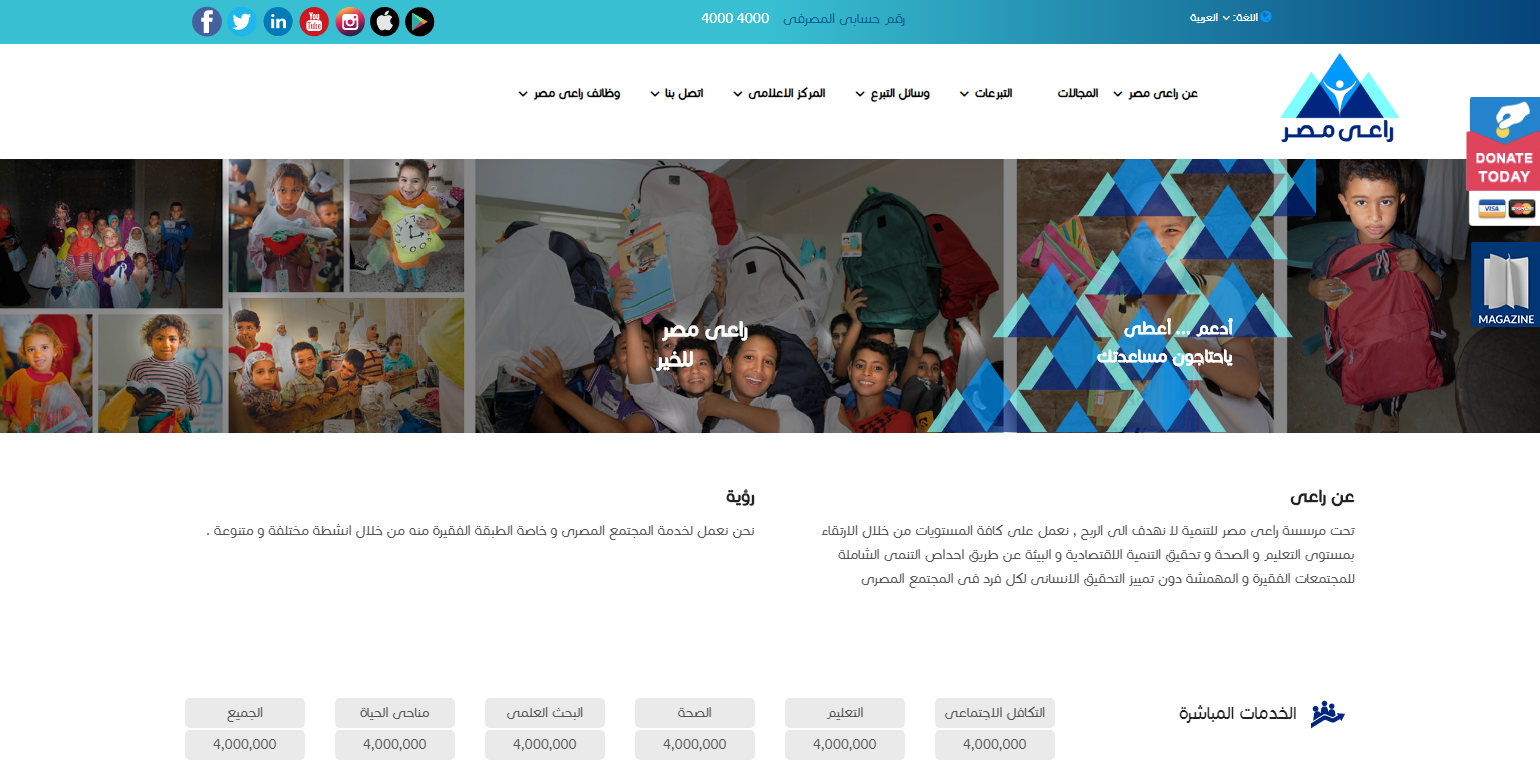 اللغة: العربية
رقم حسابى المصرفى 4000 4000
You Tube
in
راعى مصر
عن راعى مصر
المجالات
التبرعات
وسائل التبرع
المركز الاعلامى
اتصل بنا
وظائف راعى مصر
DONATE
TODAY
VISA
MAGAZINE
أدعم ... أعطى
ياحتاجون مساعدتك
راعى مصر
للخير
عن راعى
تحت مرسسة راعى مصر للتنمية لا نهدف الى الربح , نعمل على كافة المستويات من خلال الارتقاء
بمستوى التعليم و الصحة و تحقيق التنمية الاقتصادية و البيئة عن طريق احداص التنمى الشاملة
للمجتمعات الفقيرة و المهمشة دون تمييز التحقيق الانسانى لكل فرد فى المجتمع المصرى
رؤية
نحن نعمل لخدمة المجتمع المصرى و خاصة الطبقة الفقيرة منه من خلال انشطة مختلفة و متنوعة .
الخدمات المباشرة
التكافل الاجتماعى
4,000,000
التعليم
4,000,000
الصحة
4,000,000
البحث العلمى
4,000,000
مناحى الحياة
4,000,000
الجميع
4,000,000